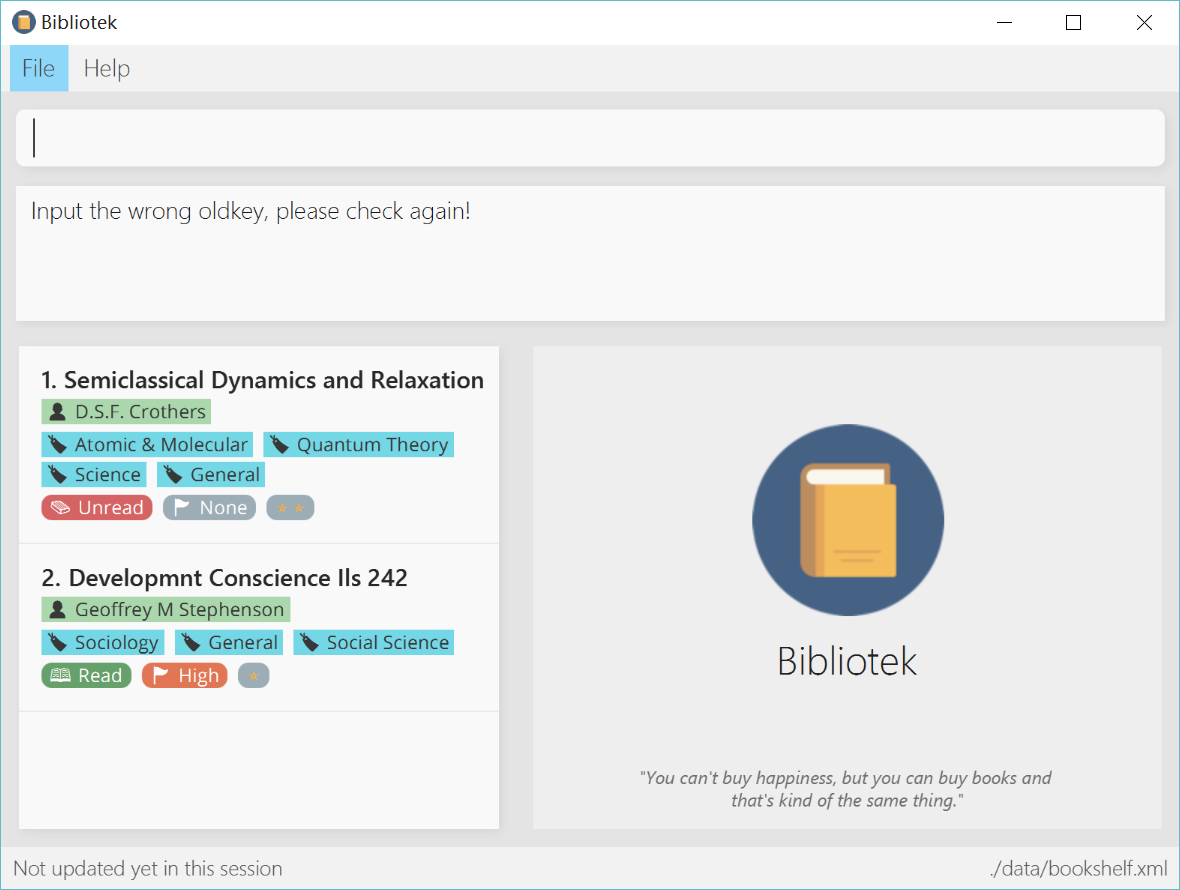 Bibliotek
File Help
Input the wrong oldkey, please check again!
1. Semiclassical Dynamics and Relaxation
D.S.F. Crothers
Atomic & Molecular Quantum Theory
Science General
Unread None
2. Developmnt Conscience Ils 242
Geoffrey M Stephenson
Sociology General Social Science
Read High
Bibliotek
"You can't buy happiness, but you can buy books and
that's kind of the same thing."
Not updated yet in this session ./data/bookshelf.xml